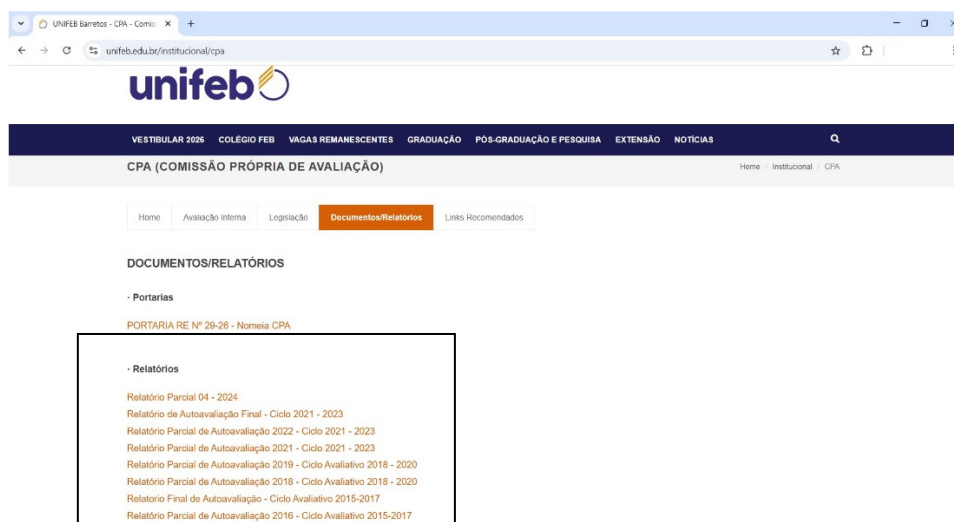 UNIFEB Barretos - CPA - Comis
unifeb.edu.br/institucional/cpa
unifeb
VESTIBULAR 2026 COLÉGIO FEB VAGAS REMANESCENTES GRADUAÇÃO PÓS-GRADUAÇÃO E PESQUISA EXTENSÃO NOTÍCIAS
CPA (COMISSÃO PRÓPRIA DE AVALIAÇÃO) Home / Institucional / CPA
Home Avaliação Interna Legislação Documentos/Relatórios Links Recomendados
DOCUMENTOS/RELATÓRIOS
· Portarias
PORTARIA RE Nº 29-26 - Nomeia CPA
· Relatórios
Relatório Parcial 04 - 2024
Relatório de Autoavaliação Final - Ciclo 2021 - 2023
Relatório Parcial de Autoavaliação 2022 - Ciclo 2021 - 2023
Relatório Parcial de Autoavaliação 2021 - Ciclo 2021 - 2023
Relatório Parcial de Autoavaliação 2019 - Ciclo Avaliativo 2018 - 2020
Relatório Parcial de Autoavaliação 2018 - Ciclo Avaliativo 2018 - 2020
Relatorio Final de Autoavaliação - Ciclo Avaliativo 2015-2017
Relatório Parcial de Autoavaliação 2016 - Ciclo Avaliativo 2015-2017